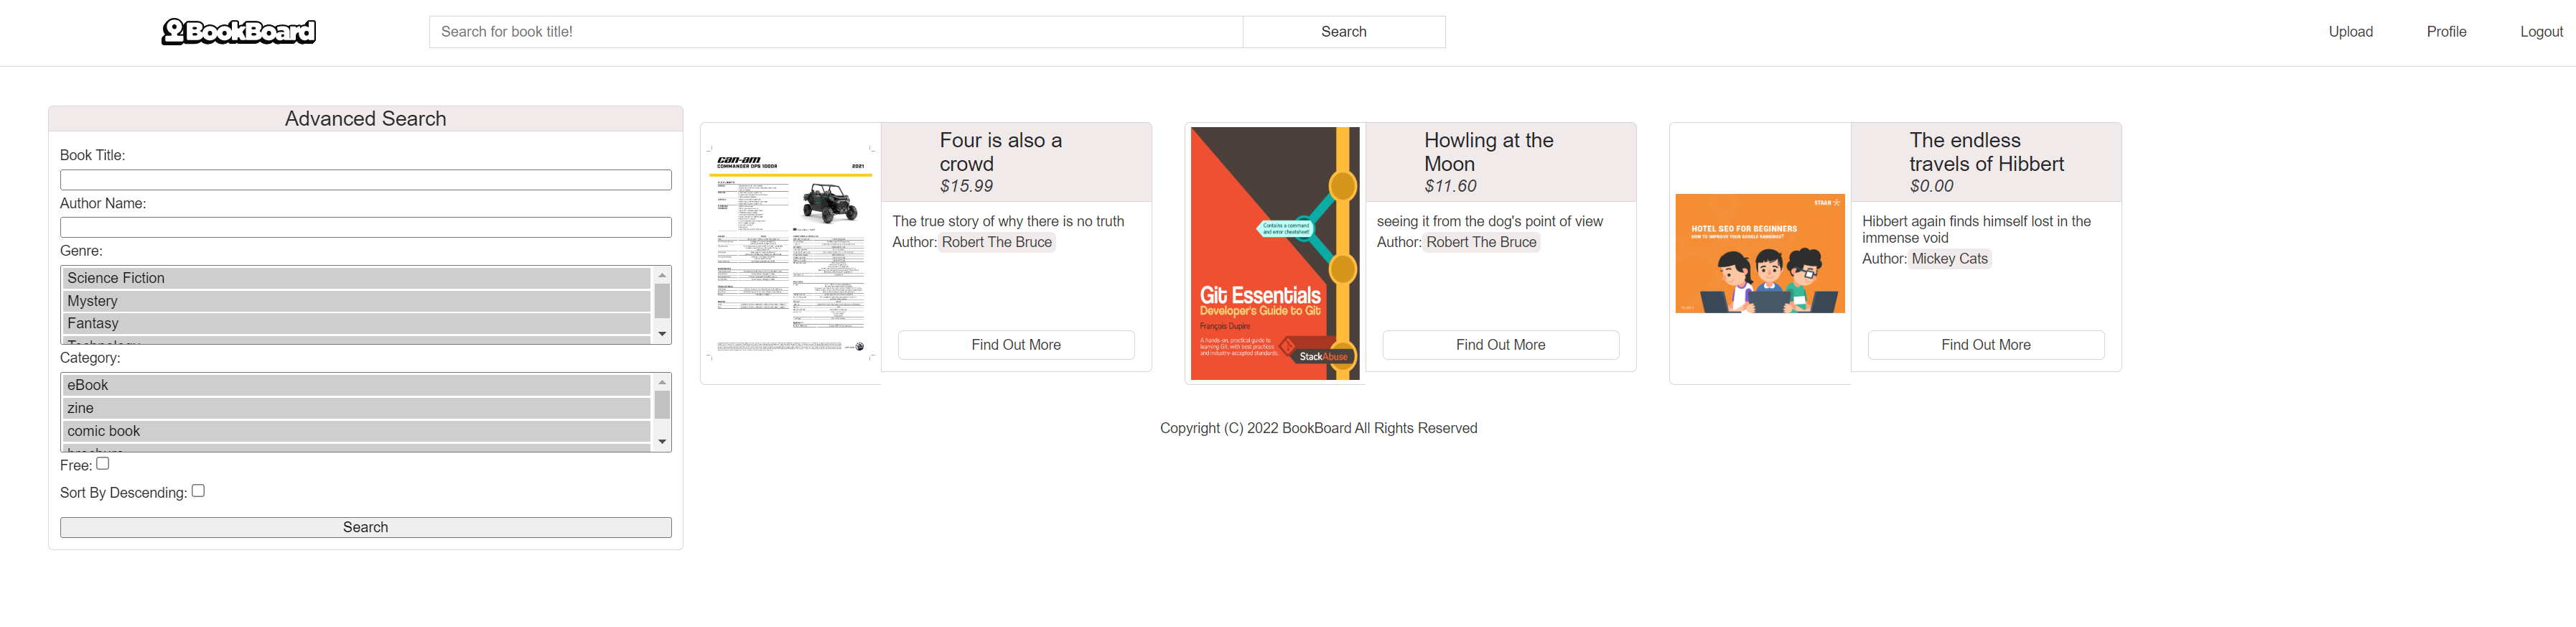 BookBoard
Search for book title!
Search
Upload
Profile
Logout
Advanced Search
Book Title:
Author Name:
Genre:
Science Fiction
Mystery
Fantasy
Technology
Category:
eBook
zine
comic book
brochure
Free:
Sort By Descending:
Search
can-am
COMMANDER DPS 1000R
2021
Four is also a
crowd
$15.99
The true story of why there is no truth
Author: Robert The Bruce
Find Out More
Contains a command
and error cheatsheet!
Git Essentials
Developer's Guide to Git
François Dupire
A hands-on, practical guide to
learning Git, with best practices
and industry-accepted standards.
StackAbuse
Howling at the
Moon
$11.60
seeing it from the dog's point of view
Author: Robert The Bruce
Find Out More
STAAH
HOTEL SEO FOR BEGINNERS
HOW TO IMPROVE YOUR GOOGLE RANKINGS?
The endless
travels of Hibbert
$0.00
Hibbert again finds himself lost in the
immense void
Author: Mickey Cats
Find Out More
Copyright (C) 2022 BookBoard All Rights Reserved